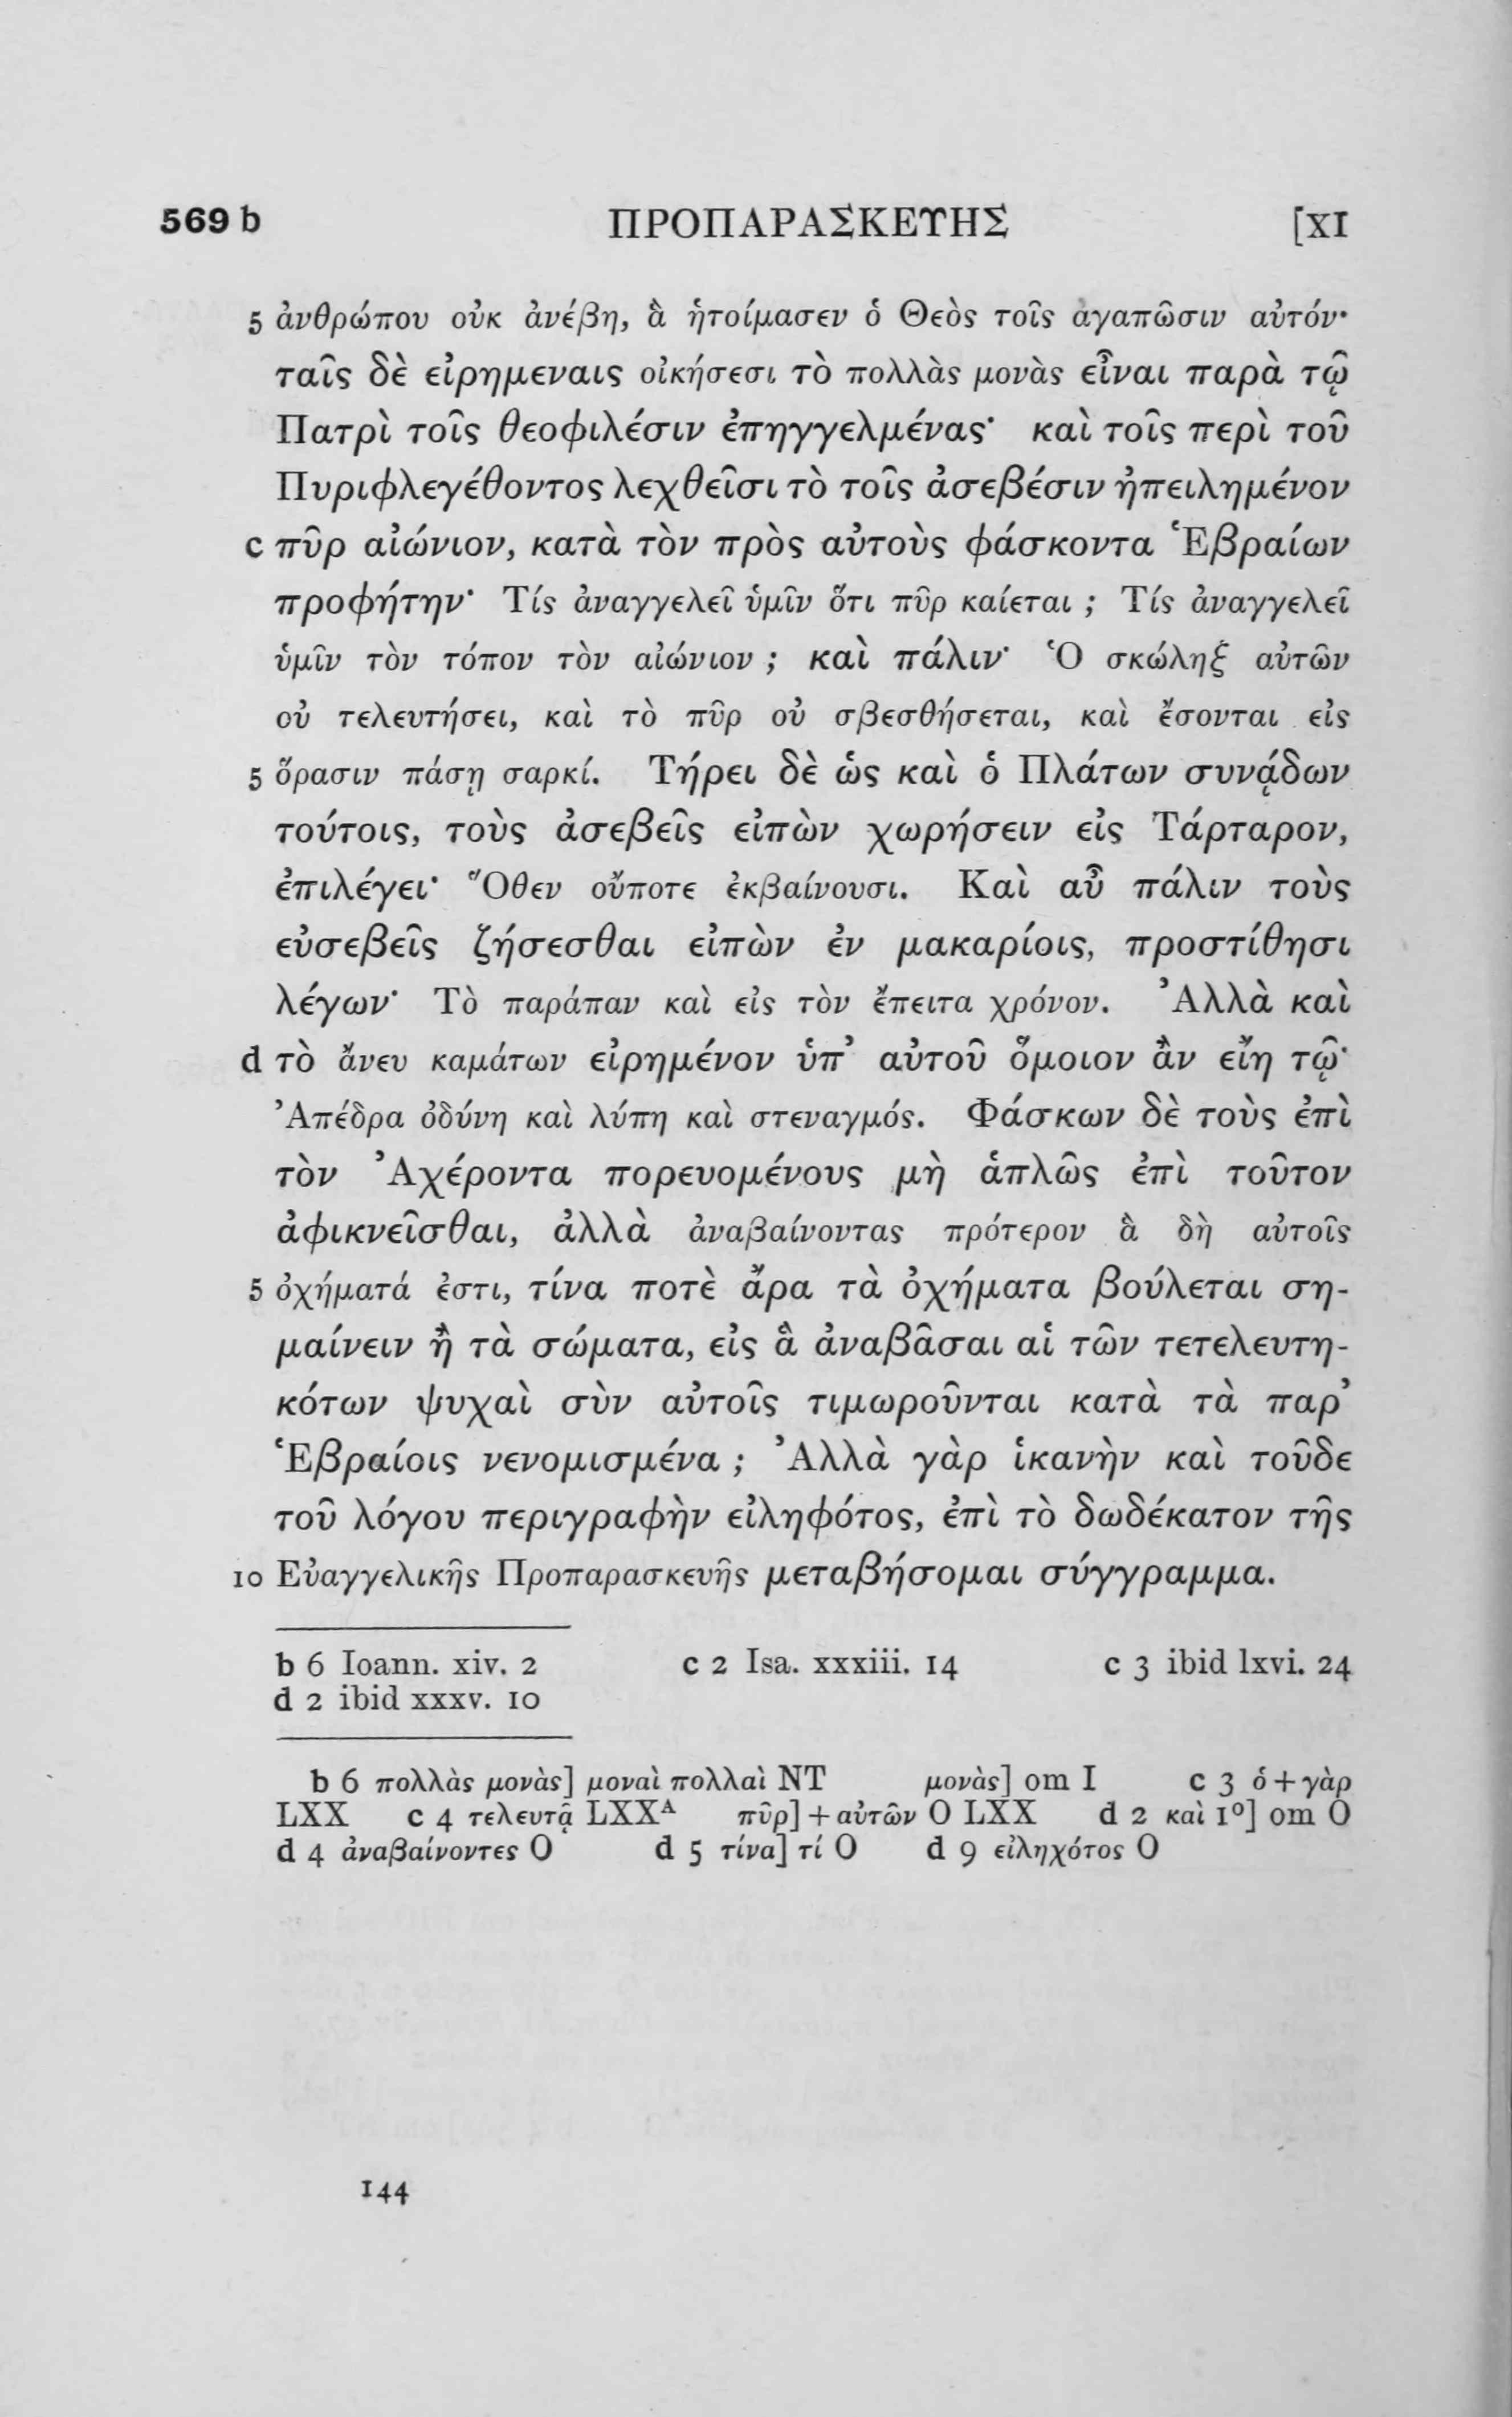 569 b ΠΡΟΠΑΡΑΣΚΕΥΗΣ [XI
5 ἀνθρώπου οὐκ ἀνέβη, ἃ ἡτοίμασεν ὁ Θεὸς τοῖς ἀγαπῶσιν αὐτόν·
ταῖς δὲ εἰρημεναις οἰκήσεσι τὸ πολλὰς μονὰς εἶναι παρὰ τῷ
Πατρὶ τοῖς θεοφιλέσιν ἐπηγγελμένας· καὶ τοῖς περὶ τοῦ
Πυριφλεγέθοντος λεχθεῖσι τὸ τοῖς ἀσεβέσιν ἠπειλημένον
c πῦρ αἰώνιον, κατὰ τὸν πρὸς αὐτοὺς φάσκοντα Ἑβραίων
προφήτην· Τίς ἀναγγελεῖ ὑμῖν ὅτι πῦρ καίεται ; Τίς ἀναγγελεῖ
ὑμῖν τὸν τόπον τὸν αἰώνιον ; καὶ πάλιν· Ὁ σκώληξ αὐτῶν
οὐ τελευτήσει, καὶ τὸ πῦρ οὐ σβεσθήσεται, καὶ ἔσονται εἰς
5 ὅρασιν πάσῃ σαρκί. Τήρει δὲ ὡς καὶ ὁ Πλάτων συνᾴδων
τούτοις, τοὺς ἀσεβεῖς εἰπὼν χωρήσειν εἰς Τάρταρον,
ἐπιλέγει· Ὅθεν οὔποτε ἐκβαίνουσι. Καὶ αὖ πάλιν τοὺς
εὐσεβεῖς ζήσεσθαι εἰπὼν ἐν μακαρίοις, προστίθησι
λέγων· Τὸ παράπαν καὶ εἰς τὸν ἔπειτα χρόνον. Ἀλλὰ καὶ
d τὸ ἄνευ καμάτων εἰρημένον ὑπ’ αὐτοῦ ὅμοιον ἂν εἴη τῷ·
Ἀπέδρα ὀδύνη καὶ λύπη καὶ στεναγμός. Φάσκων δὲ τοὺς ἐπὶ
τὸν Ἀχέροντα πορευομένους μὴ ἁπλῶς ἐπὶ τοῦτον
ἀφικνεῖσθαι, ἀλλὰ ἀναβαίνοντας πρότερον ἃ δὴ αὐτοῖς
5 ὀχήματά ἐστι, τίνα ποτὲ ἄρα τὰ ὀχήματα βούλεται ση-
μαίνειν ἢ τὰ σώματα, εἰς ἃ ἀναβᾶσαι αἱ τῶν τετελευτη-
κότων ψυχαὶ σὺν αὐτοῖς τιμωροῦνται κατὰ τὰ παρ’
Ἑβραίοις νενομισμένα ; Ἀλλὰ γὰρ ἱκανὴν καὶ τοῦδε
τοῦ λόγου περιγραφὴν εἰληφότος, ἐπὶ τὸ δωδέκατον τῆς
10 Εὐαγγελικῆς Προπαρασκευῆς μεταβήσομαι σύγγραμμα.
b 6 Ioann. xiv. 2 c 2 Isa. xxxiii. 14 c 3 ibid lxvi. 24
d 2 ibid xxxv. 10
b 6 πολλὰς μονὰς] μοναὶ πολλαὶ NT μονὰς] om I c 3 ὁ+γὰρ
LXX c 4 τελευτᾷ LXXᴬ πῦρ]+αὐτῶν O LXX d 2 καὶ 1⁰] om O
d 4 ἀναβαίνοντες O d 5 τίνα] τί O d 9 εἰληχότος O
144